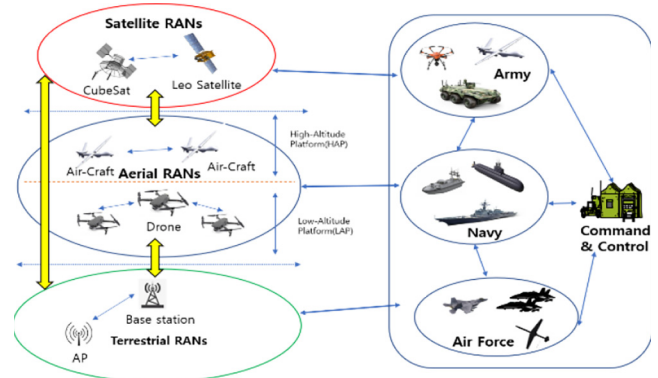 Satellite RANs
CubeSat
Leo Satellite
High-Altitude
Platform(HAP)
Air-Craft
Air-Craft
Aerial RANs
Drone
Low-Altitude
Platform(LAP)
Base station
AP
Terrestrial RANs
Army
Navy
Air Force
Command
& Control